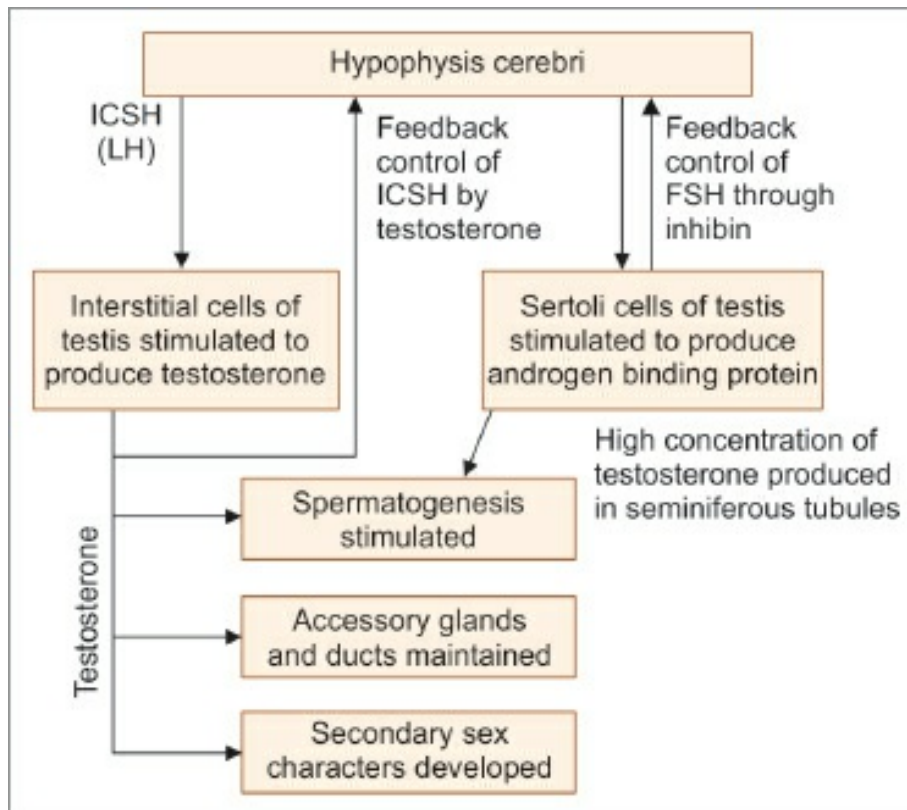 Hypophysis cerebri
ICSH
(LH)
Feedback
control of
ICSH by
testosterone
Feedback
control of
FSH through
inhibin
Interstitial cells of
testis stimulated to
produce testosterone
Sertoli cells of testis
stimulated to produce
androgen binding protein
High concentration of
testosterone produced
in seminiferous tubules
Spermatogenesis
stimulated
Testosterone
Accessory glands
and ducts maintained
Secondary sex
characters developed